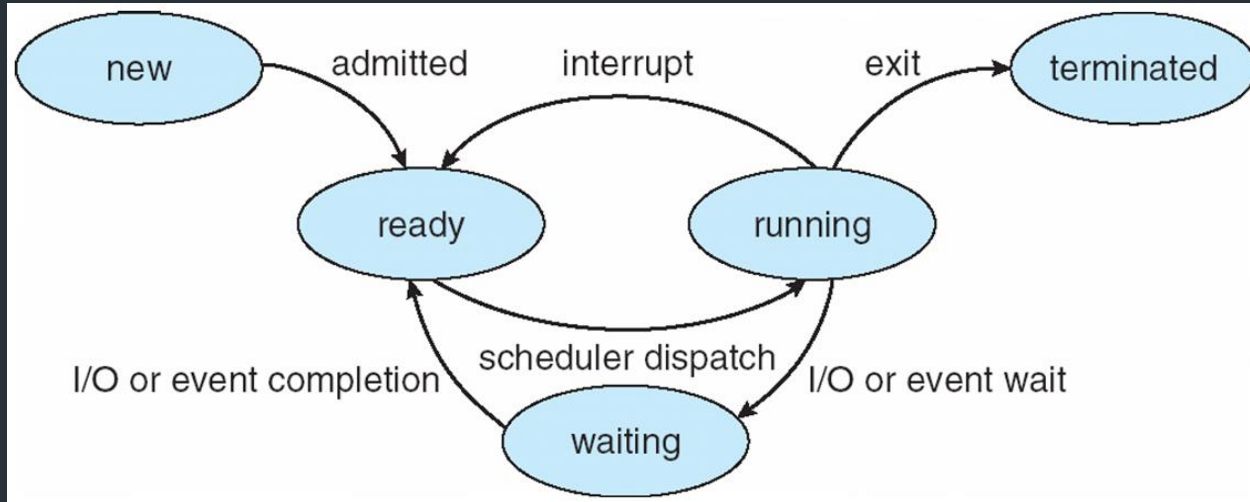 new
admitted
interrupt
exit
terminated
ready
running
scheduler dispatch
I/O or event completion
I/O or event wait
waiting